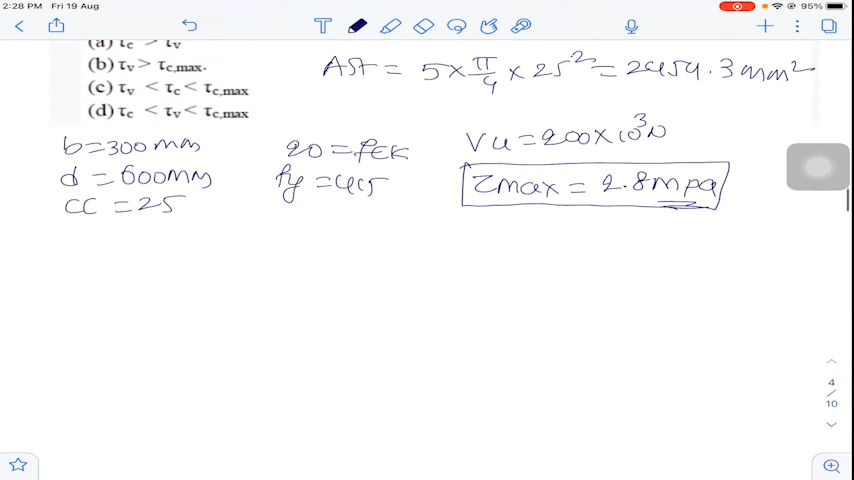 2:28 PM Fri 19 Aug
95%
(a) τc > τv
(b) τv > τc,max.
(c) τv < τc < τc,max
(d) τc < τv < τc,max
ASt = 5 × π/4 × 25² = 2454.3 mm²
b = 300 mm
d = 600 mm
CC = 25
20 = fck
fy = 415
Vu = 200 × 10³ N
τmax = 2.8 mpa
4
/
10